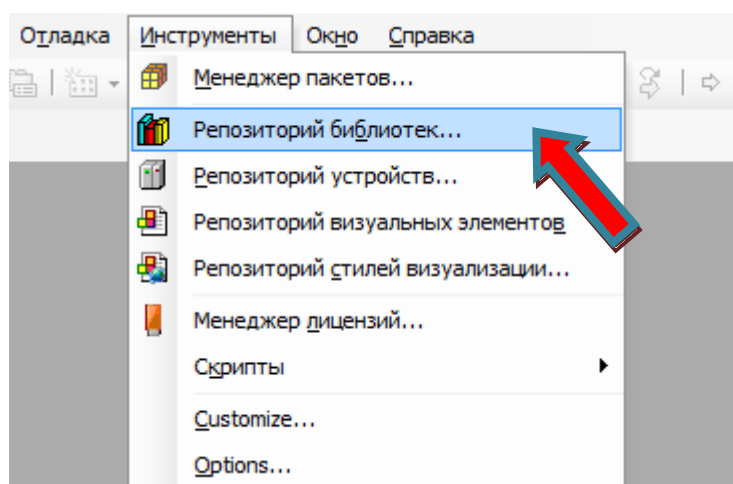 Отладка Инструменты Окно Справка
Менеджер пакетов...
Репозиторий библиотек...
Репозиторий устройств...
Репозиторий визуальных элементов
Репозиторий стилей визуализации...
Менеджер лицензий...
Скрипты
Customize...
Options...